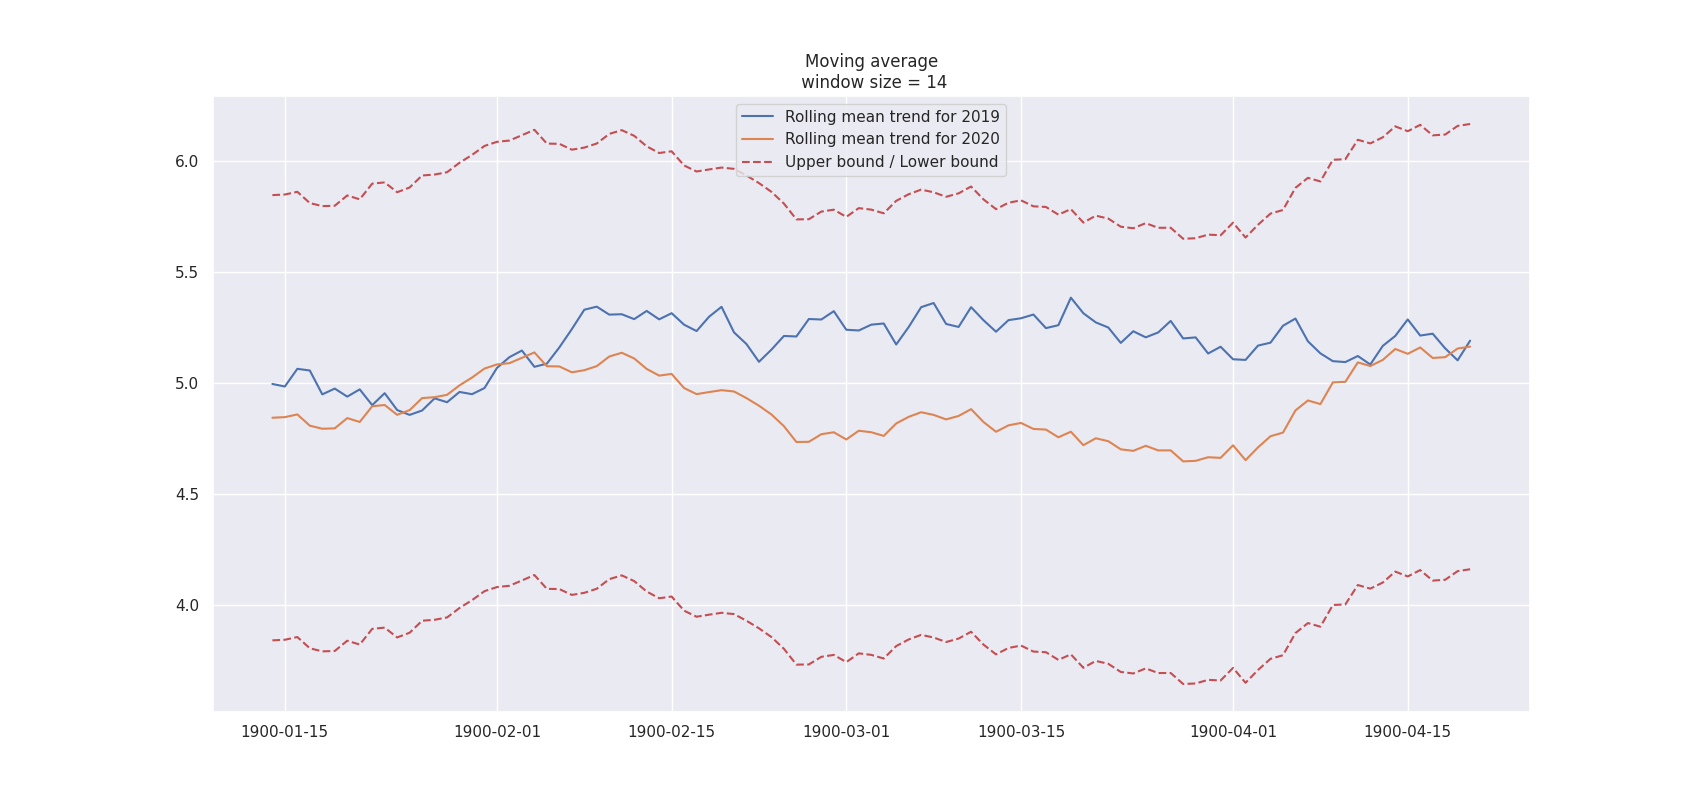 Moving average
window size = 14
Rolling mean trend for 2019
Rolling mean trend for 2020
Upper bound / Lower bound
6.0
5.5
5.0
4.5
4.0
1900-01-15
1900-02-01
1900-02-15
1900-03-01
1900-03-15
1900-04-01
1900-04-15